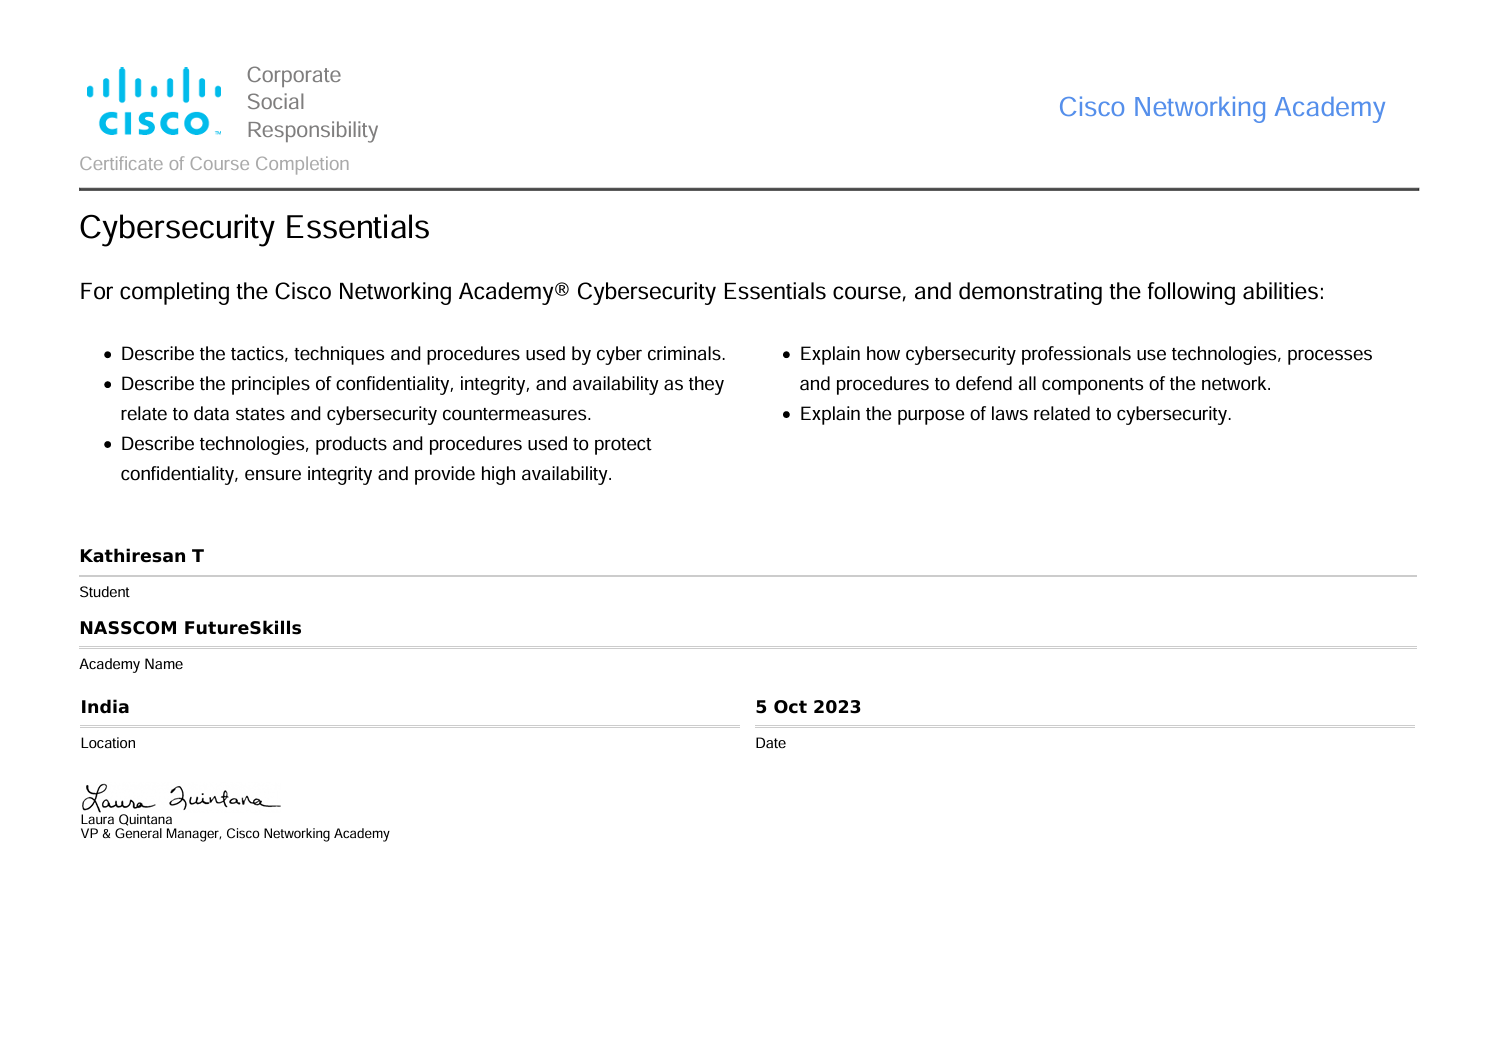 CISCO™
Corporate
Social
Responsibility
Cisco Networking Academy
Certificate of Course Completion
Cybersecurity Essentials
For completing the Cisco Networking Academy® Cybersecurity Essentials course, and demonstrating the following abilities:
• Describe the tactics, techniques and procedures used by cyber criminals.
• Describe the principles of confidentiality, integrity, and availability as they
relate to data states and cybersecurity countermeasures.
• Describe technologies, products and procedures used to protect
confidentiality, ensure integrity and provide high availability.
• Explain how cybersecurity professionals use technologies, processes
and procedures to defend all components of the network.
• Explain the purpose of laws related to cybersecurity.
Kathiresan T
Student
NASSCOM FutureSkills
Academy Name
India
Location
5 Oct 2023
Date
Laura Quintana
Laura Quintana
VP & General Manager, Cisco Networking Academy